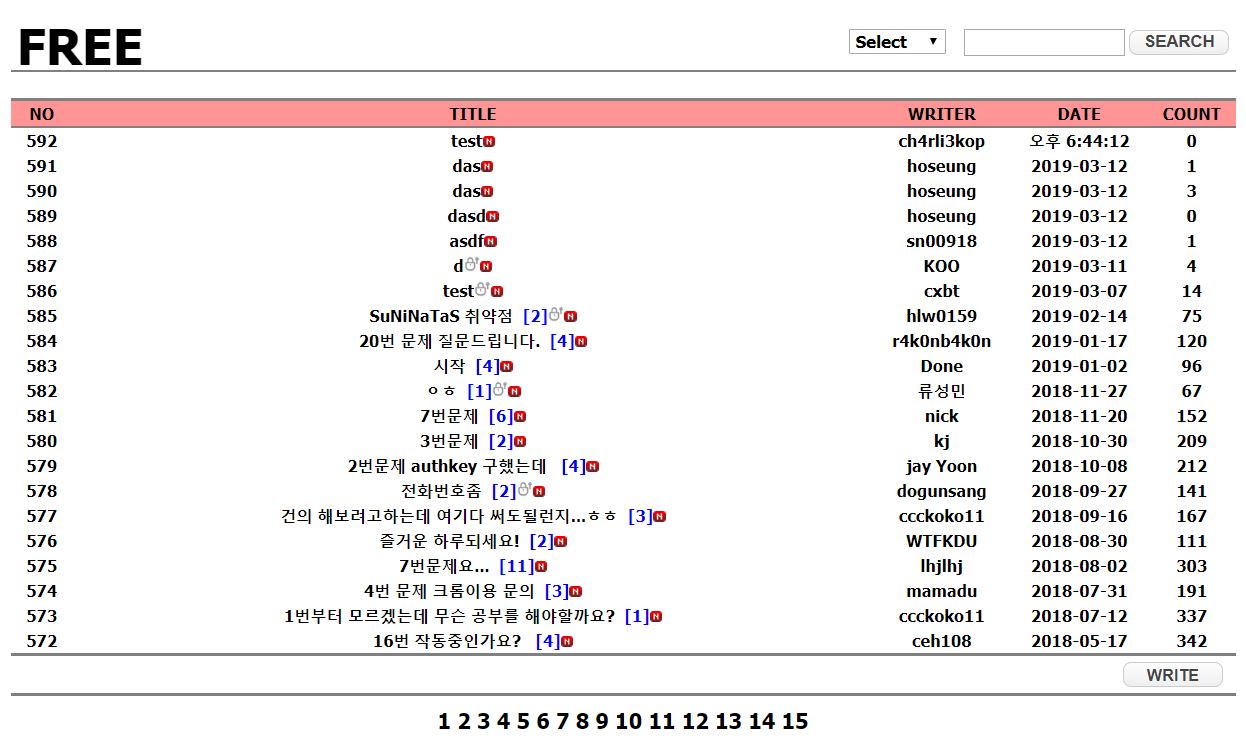 FREE Select SEARCH
NO TITLE WRITER DATE COUNT
592 test N ch4rli3kop 오후 6:44:12 0
591 das N hoseung 2019-03-12 1
590 das N hoseung 2019-03-12 3
589 dasd N hoseung 2019-03-12 0
588 asdf N sn00918 2019-03-12 1
587 d N KOO 2019-03-11 4
586 test N cxbt 2019-03-07 14
585 SuNiNaTaS 취약점 [2] N hlw0159 2019-02-14 75
584 20번 문제 질문드립니다. [4] N r4k0nb4k0n 2019-01-17 120
583 시작 [4] N Done 2019-01-02 96
582 ㅇㅎ [1] N 류성민 2018-11-27 67
581 7번문제 [6] N nick 2018-11-20 152
580 3번문제 [2] N kj 2018-10-30 209
579 2번문제 authkey 구했는데 [4] N jay Yoon 2018-10-08 212
578 전화번호좀 [2] N dogunsang 2018-09-27 141
577 건의 해보려고하는데 여기다 써도될런지...ㅎㅎ [3] N ccckoko11 2018-09-16 167
576 즐거운 하루되세요! [2] N WTFKDU 2018-08-30 111
575 7번문제요... [11] N lhjlhj 2018-08-02 303
574 4번 문제 크롬이용 문의 [3] N mamadu 2018-07-31 191
573 1번부터 모르겠는데 무슨 공부를 해야할까요? [1] N ccckoko11 2018-07-12 337
572 16번 작동중인가요? [4] N ceh108 2018-05-17 342
WRITE
1 2 3 4 5 6 7 8 9 10 11 12 13 14 15